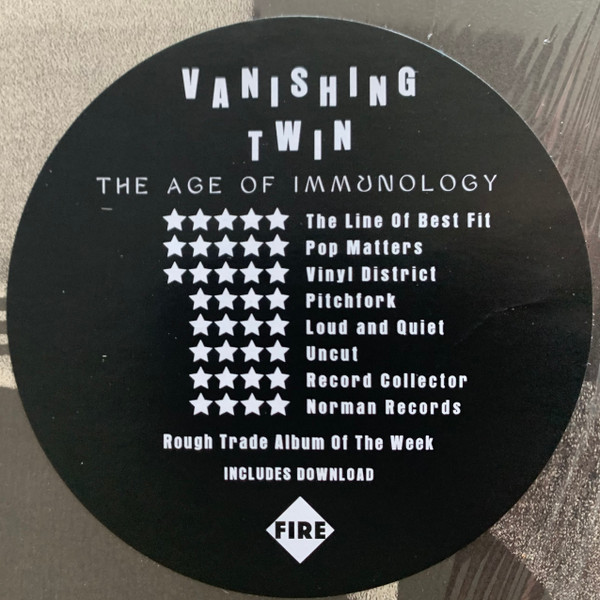 VANISHING
TWIN
THE AGE OF IMMUNOLOGY
★★★★★ The Line Of Best Fit
★★★★★ Pop Matters
★★★★★ Vinyl District
★★★★ Pitchfork
★★★★ Loud and Quiet
★★★★ Uncut
★★★★ Record Collector
★★★★ Norman Records
Rough Trade Album Of The Week
INCLUDES DOWNLOAD
FIRE